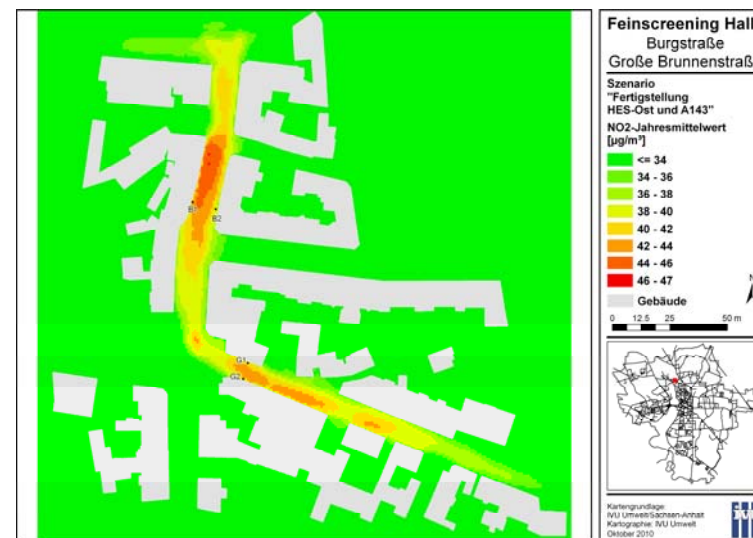 Feinscreening Hall
Burgstraße
Große Brunnenstraß
Szenario
"Fertigstellung
HES-Ost und A143"
NO2-Jahresmittelwert
[µg/m³]
<= 34
34 - 36
36 - 38
38 - 40
40 - 42
42 - 44
44 - 46
46 - 47
Gebäude
N
0 12.5 25 50 m
B1
B2
G1
G2
Kartengrundlage:
IVU Umwelt/Sachsen-Anhalt
Kartographie: IVU Umwelt
Oktober 2010